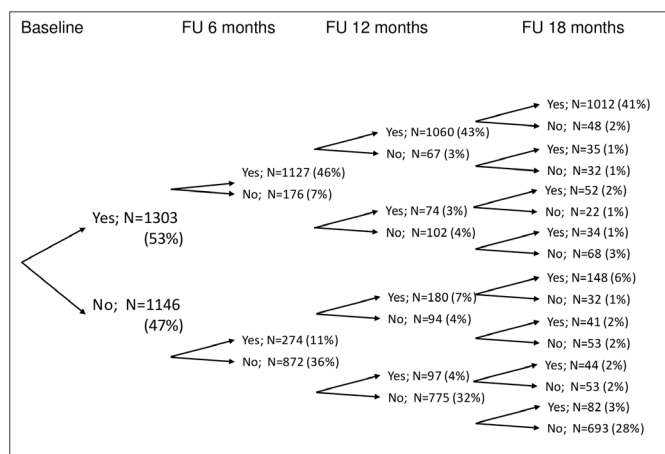 Baseline FU 6 months FU 12 months FU 18 months
Yes; N=1012 (41%)
No; N=48 (2%)
Yes; N=1060 (43%)
No; N=67 (3%)
Yes; N=35 (1%)
No; N=32 (1%)
Yes; N=1127 (46%)
No; N=176 (7%)
Yes; N=52 (2%)
No; N=22 (1%)
Yes; N=74 (3%)
No; N=102 (4%)
Yes; N=34 (1%)
No; N=68 (3%)
Yes; N=1303
(53%)
No; N=1146
(47%)
Yes; N=148 (6%)
No; N=32 (1%)
Yes; N=180 (7%)
No; N=94 (4%)
Yes; N=41 (2%)
No; N=53 (2%)
Yes; N=274 (11%)
No; N=872 (36%)
Yes; N=44 (2%)
No; N=53 (2%)
Yes; N=97 (4%)
No; N=775 (32%)
Yes; N=82 (3%)
No; N=693 (28%)